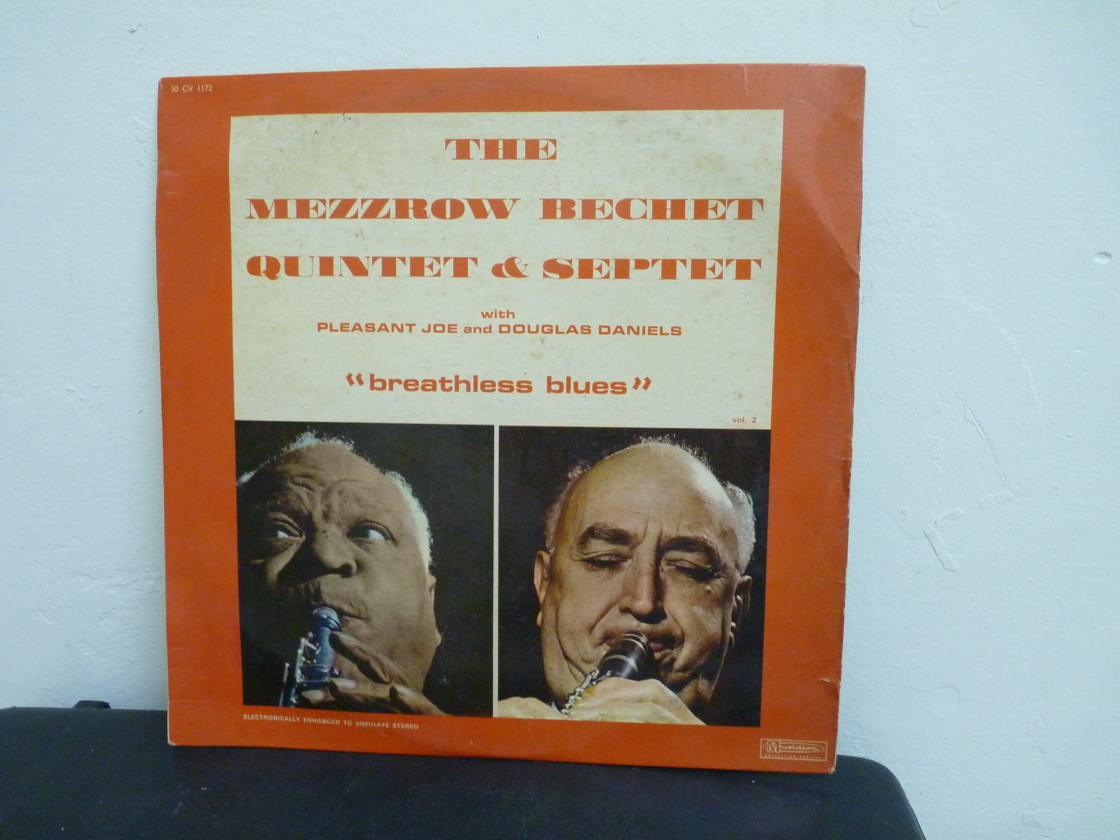 30 CV 1172
THE
MEZZROW BECHET
QUINTET & SEPTET
with
PLEASANT JOE and DOUGLAS DANIELS
“breathless blues”
vol. 2
ELECTRONICALLY ENHANCED TO SIMULATE STEREO
Musidisc